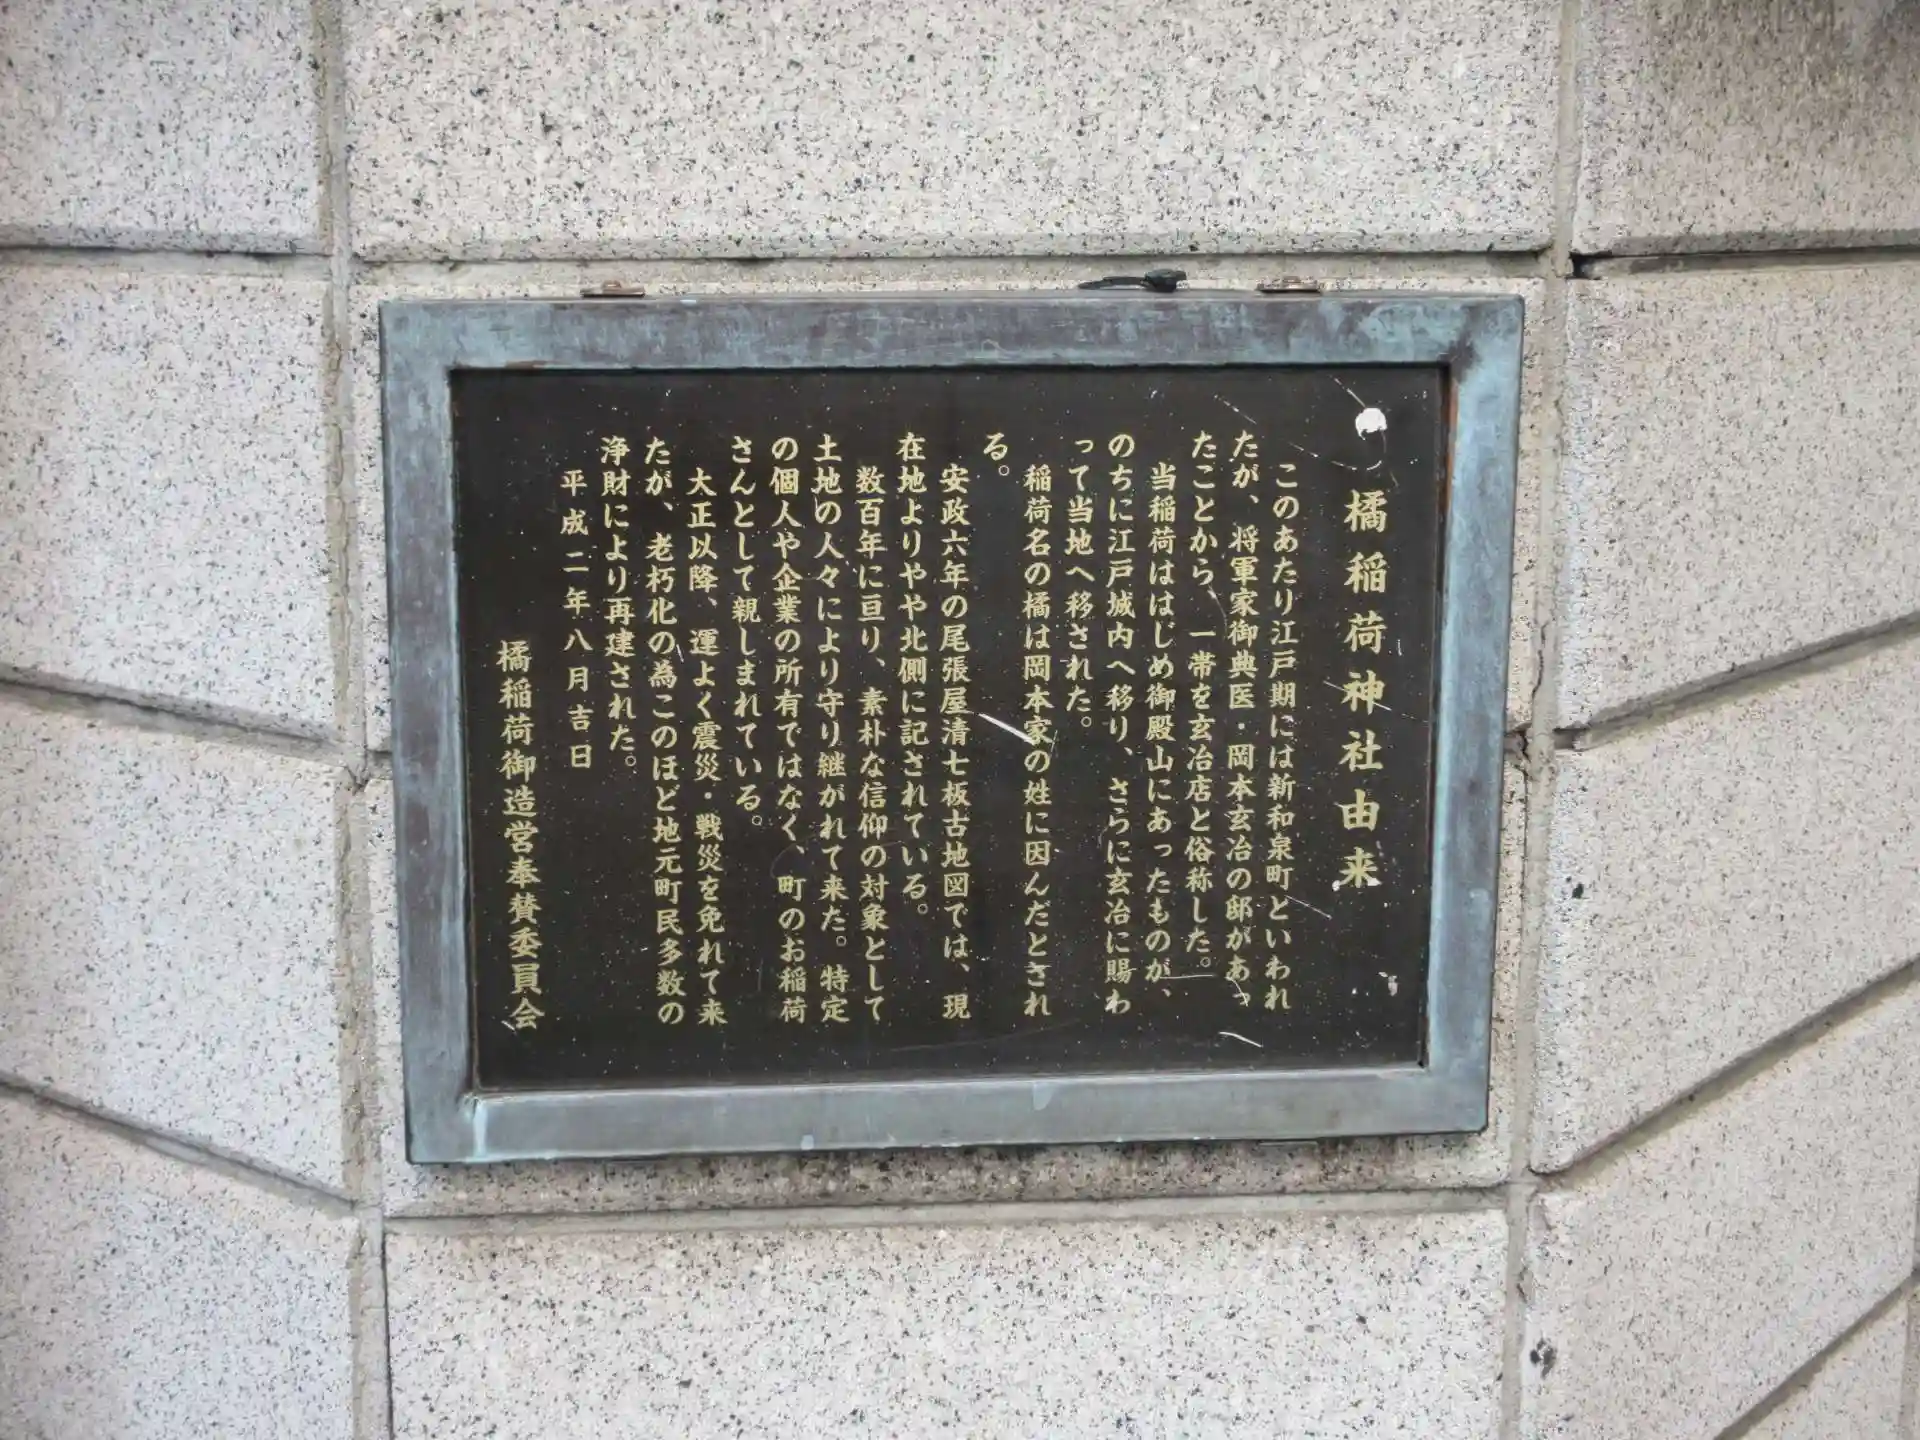 橘稲荷神社由来
このあたり江戸期には新和泉町といわれ
たが、将軍家御典医・岡本玄冶の邸があっ
たことから、一帯を玄冶店と俗称した。
当稲荷ははじめ御殿山にあったものが、
のちに江戸城内へ移り、さらに玄冶に賜わ
って当地へ移された。
稲荷名の橘は岡本家の姓に因んだとされ
る。
安政六年の尾張屋清七板古地図では、現
在地よりやや北側に記されている。
数百年に亘り、素朴な信仰の対象として
土地の人々により守り継がれて来た。特定
の個人や企業の所有ではなく、町のお稲荷
さんとして親しまれている。
大正以降、運よく震災・戦災を免れて来
たが、老朽化の為このほど地元町民多数の
浄財により再建された。
平成二年八月吉日
橘稲荷御造営奉賛委員会